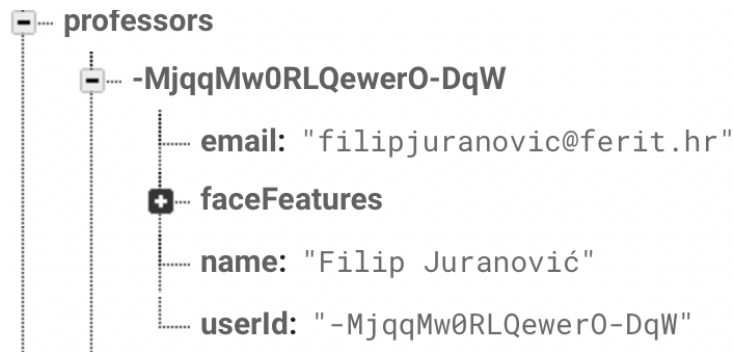 professors
-MjqqMw0RLQewerO-DqW
email: "filipjuranovic@ferit.hr"
faceFeatures
name: "Filip Juranović"
userId: "-MjqqMw0RLQewerO-DqW"